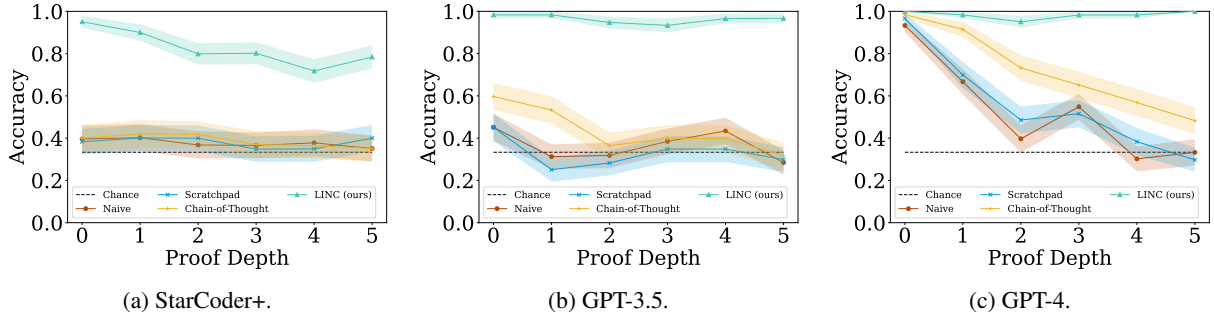 1.0
0.8
0.6
0.4
0.2
0.0
Accuracy
Chance
Naive
Scratchpad
Chain-of-Thought
LINC (ours)
0 1 2 3 4 5
Proof Depth
(a) StarCoder+.
1.0
0.8
0.6
0.4
0.2
0.0
Accuracy
Chance
Naive
Scratchpad
Chain-of-Thought
LINC (ours)
0 1 2 3 4 5
Proof Depth
(b) GPT-3.5.
1.0
0.8
0.6
0.4
0.2
0.0
Accuracy
Chance
Naive
Scratchpad
Chain-of-Thought
LINC (ours)
0 1 2 3 4 5
Proof Depth
(c) GPT-4.